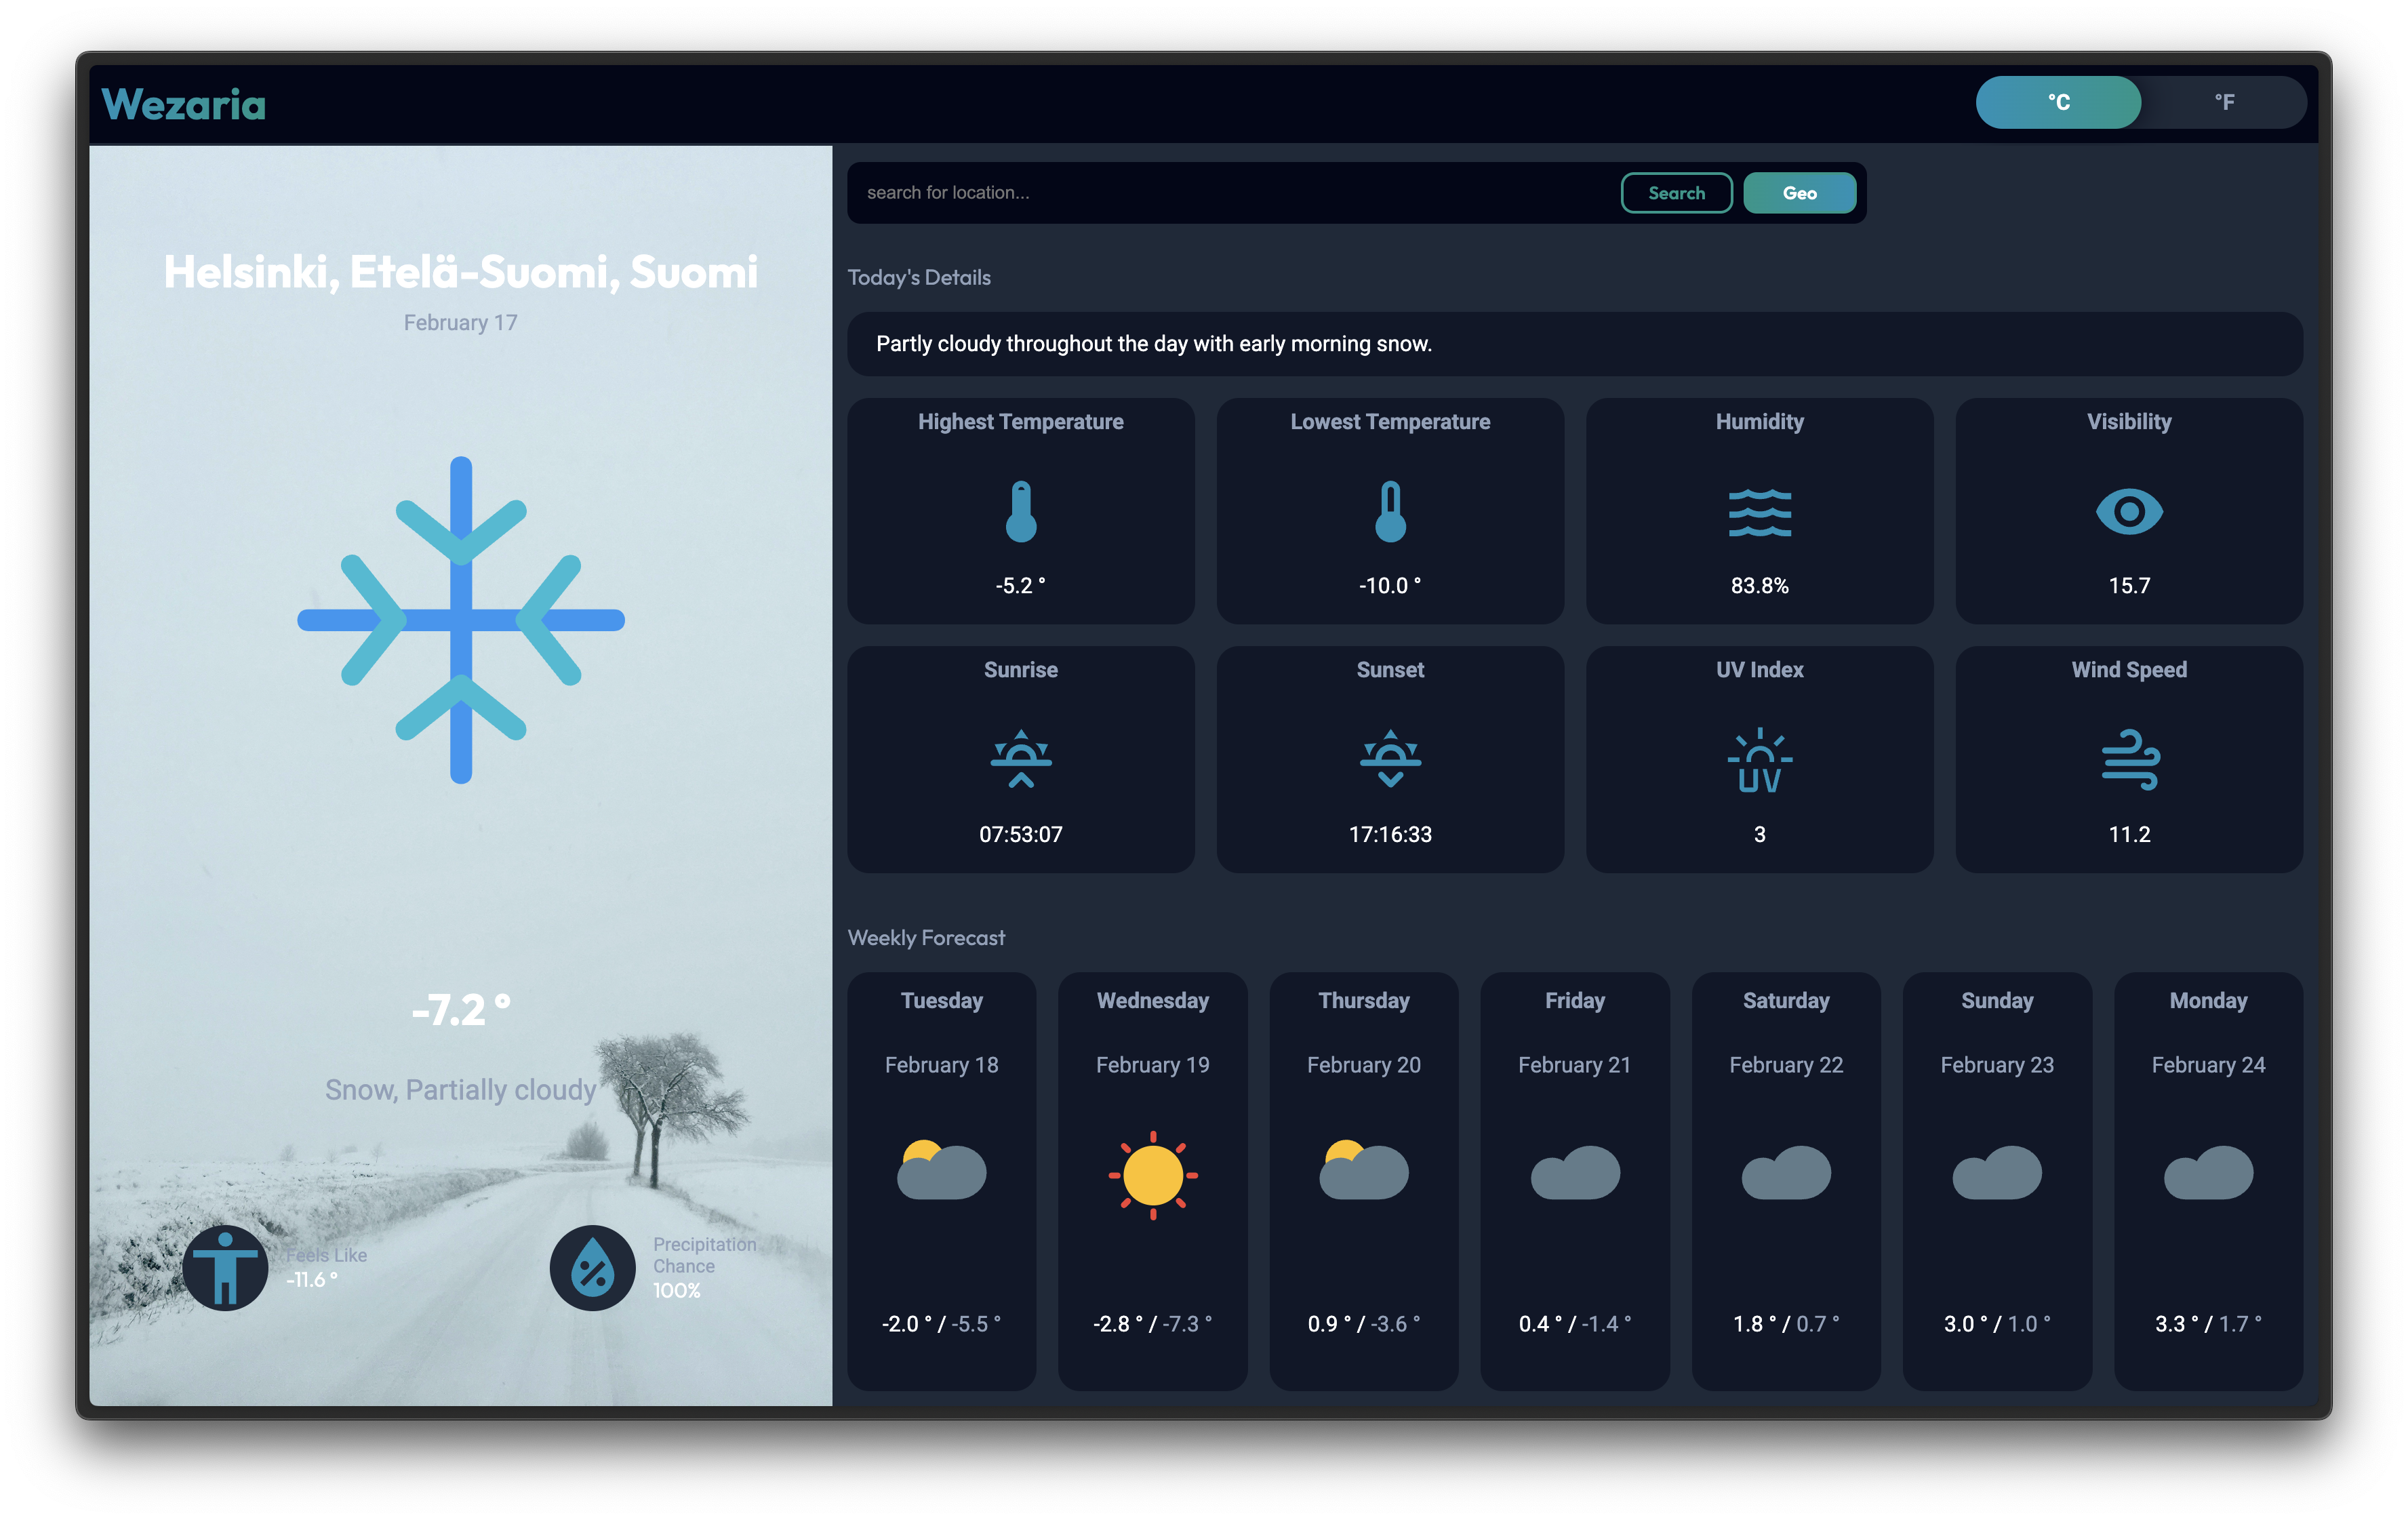 Wezaria
°C
°F
Helsinki, Etelä-Suomi, Suomi
February 17
-7.2 °
Snow, Partially cloudy
Feels Like
-11.6 °
Precipitation
Chance
100%
search for location...
Search
Geo
Today's Details
Partly cloudy throughout the day with early morning snow.
Highest Temperature
-5.2 °
Lowest Temperature
-10.0 °
Humidity
83.8%
Visibility
15.7
Sunrise
07:53:07
Sunset
17:16:33
UV Index
UV
3
Wind Speed
11.2
Weekly Forecast
Tuesday
February 18
-2.0 ° / -5.5 °
Wednesday
February 19
-2.8 ° / -7.3 °
Thursday
February 20
0.9 ° / -3.6 °
Friday
February 21
0.4 ° / -1.4 °
Saturday
February 22
1.8 ° / 0.7 °
Sunday
February 23
3.0 ° / 1.0 °
Monday
February 24
3.3 ° / 1.7 °